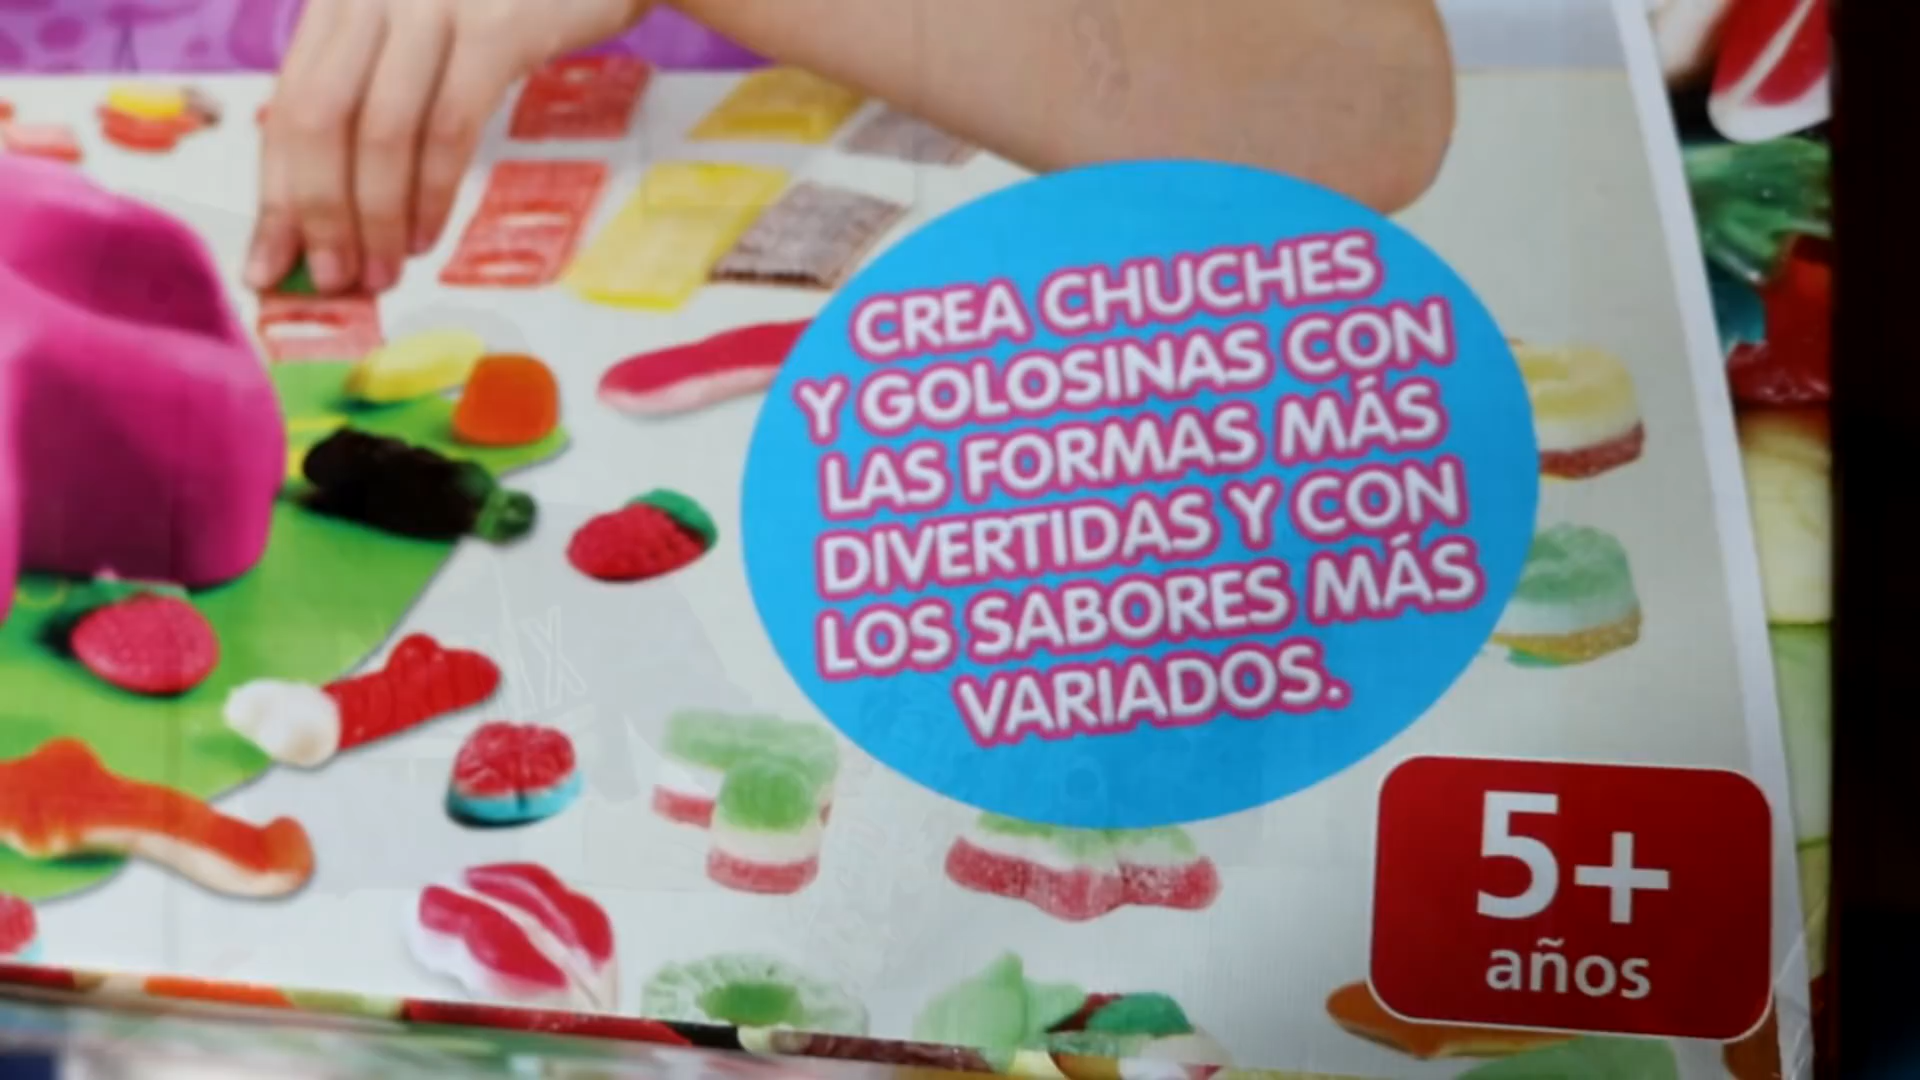 CREA CHUCHES
Y GOLOSINAS CON
LAS FORMAS MÁS
DIVERTIDAS Y CON
LOS SABORES MÁS
VARIADOS.
5+
años